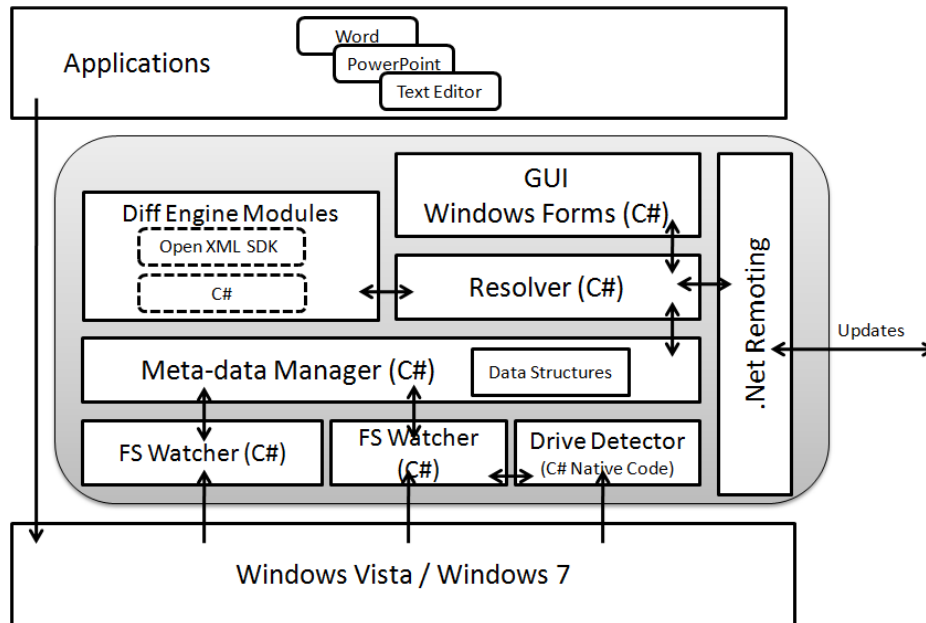 Word
PowerPoint
Text Editor
Applications
GUI
Windows Forms (C#)
Diff Engine Modules
Open XML SDK
C#
Resolver (C#)
.Net Remoting
Updates
Meta-data Manager (C#)
Data Structures
FS Watcher (C#)
FS Watcher
(C#)
Drive Detector
(C# Native Code)
Windows Vista / Windows 7